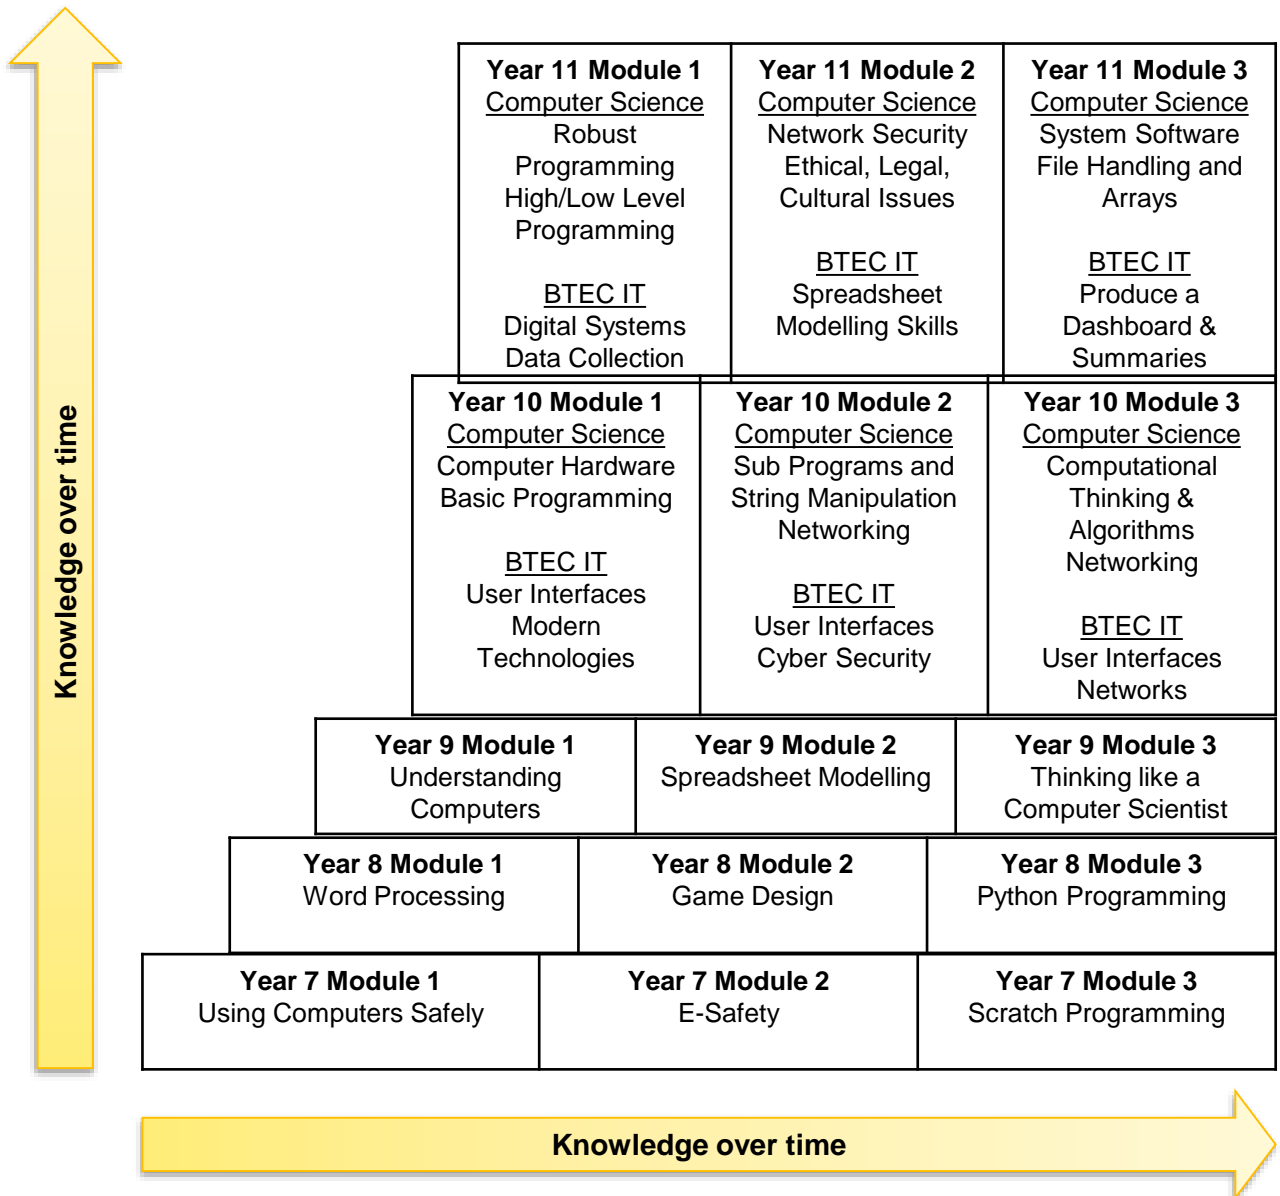 Knowledge over time
Year 11 Module 1
Computer Science
Robust
Programming
High/Low Level
Programming
BTEC IT
Digital Systems
Data Collection
Year 11 Module 2
Computer Science
Network Security
Ethical, Legal,
Cultural Issues
BTEC IT
Spreadsheet
Modelling Skills
Year 11 Module 3
Computer Science
System Software
File Handling and
Arrays
BTEC IT
Produce a
Dashboard &
Summaries
Year 10 Module 1
Computer Science
Computer Hardware
Basic Programming
BTEC IT
User Interfaces
Modern
Technologies
Year 10 Module 2
Computer Science
Sub Programs and
String Manipulation
Networking
BTEC IT
User Interfaces
Cyber Security
Year 10 Module 3
Computer Science
Computational
Thinking &
Algorithms
Networking
BTEC IT
User Interfaces
Networks
Year 9 Module 1
Understanding
Computers
Year 9 Module 2
Spreadsheet Modelling
Year 9 Module 3
Thinking like a
Computer Scientist
Year 8 Module 1
Word Processing
Year 8 Module 2
Game Design
Year 8 Module 3
Python Programming
Year 7 Module 1
Using Computers Safely
Year 7 Module 2
E-Safety
Year 7 Module 3
Scratch Programming
Knowledge over time